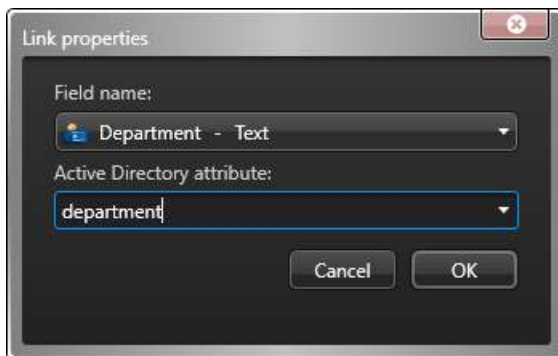 Link properties
Field name:
Department - Text
Active Directory attribute:
department
Cancel OK